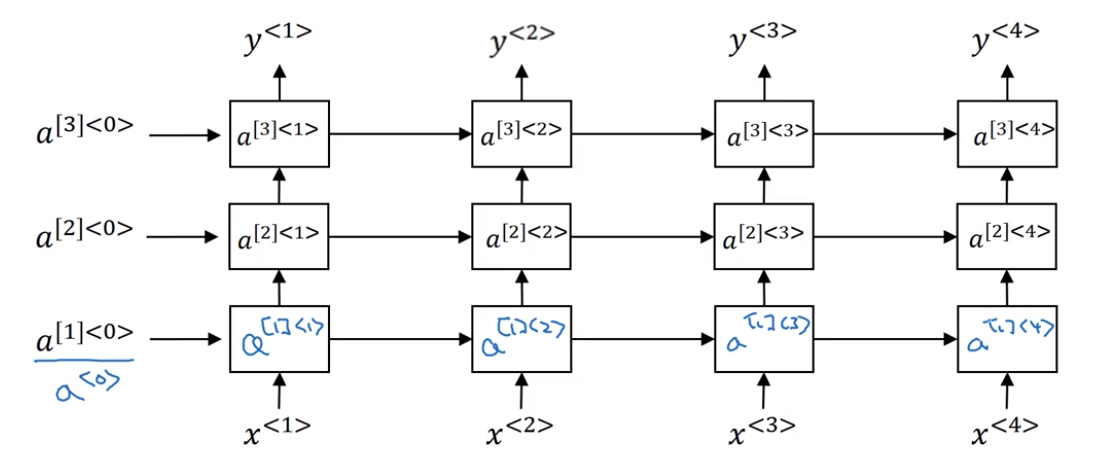 y<1> y<2> y<3> y<4>
a[3]<0> a[3]<1> a[3]<2> a[3]<3> a[3]<4>
a[2]<0> a[2]<1> a[2]<2> a[2]<3> a[2]<4>
a[1]<0> a[1]<1> a[1]<2> a[1]<3> a[1]<4>
a<0>
x<1> x<2> x<3> x<4>